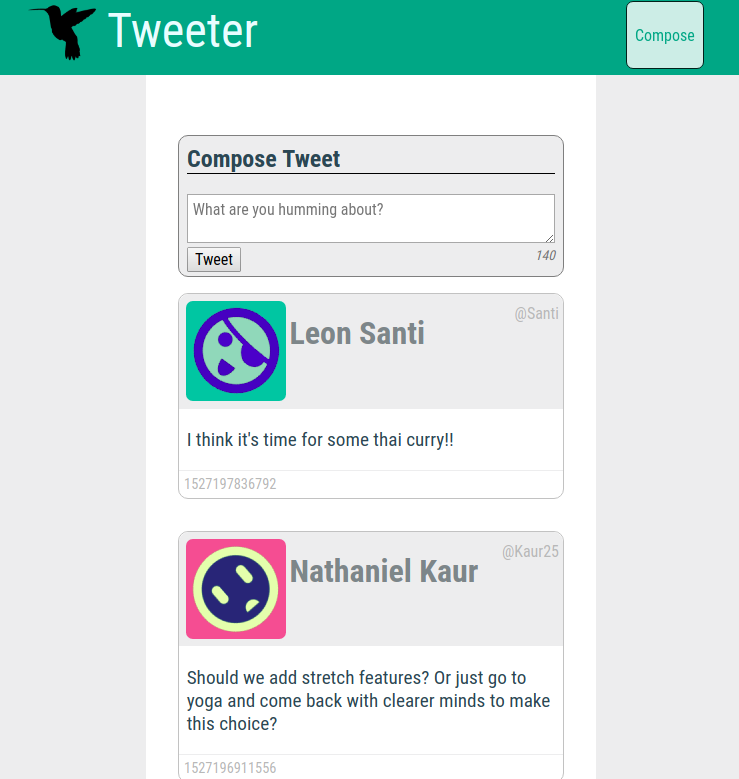 Tweeter
Compose
Compose Tweet
What are you humming about?
Tweet
140
@Santi
Leon Santi
I think it's time for some thai curry!!
1527197836792
@Kaur25
Nathaniel Kaur
Should we add stretch features? Or just go to
yoga and come back with clearer minds to make
this choice?
1527196911556